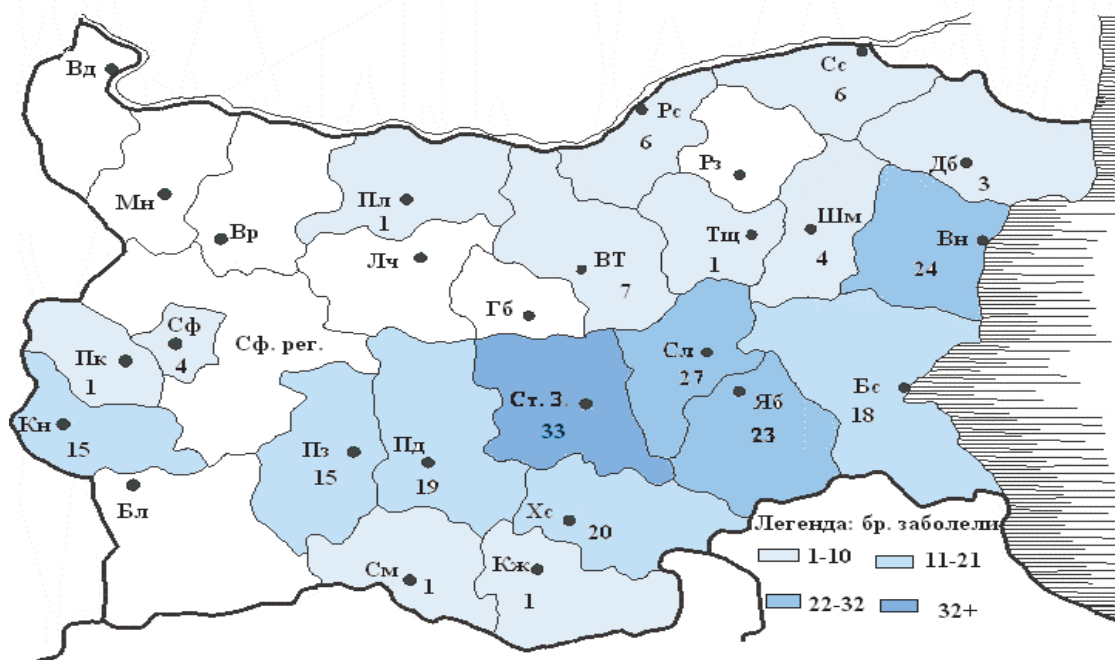 Вд
Сс
6
Рс
6
Рз
Дб
3
Мн
Пл
1
Шм
4
Вр
Тщ
1
Вн
24
Лч
ВТ
7
Гб
Сф
4
Сф. рег.
Пк
1
Сл
27
Кн
15
Ст. З.
33
Яб
23
Бс
18
Пз
15
Пд
19
Бл
Хс
20
См
1
Кж
1
Легенда: бр. заболели
1-10
11-21
22-32
32+